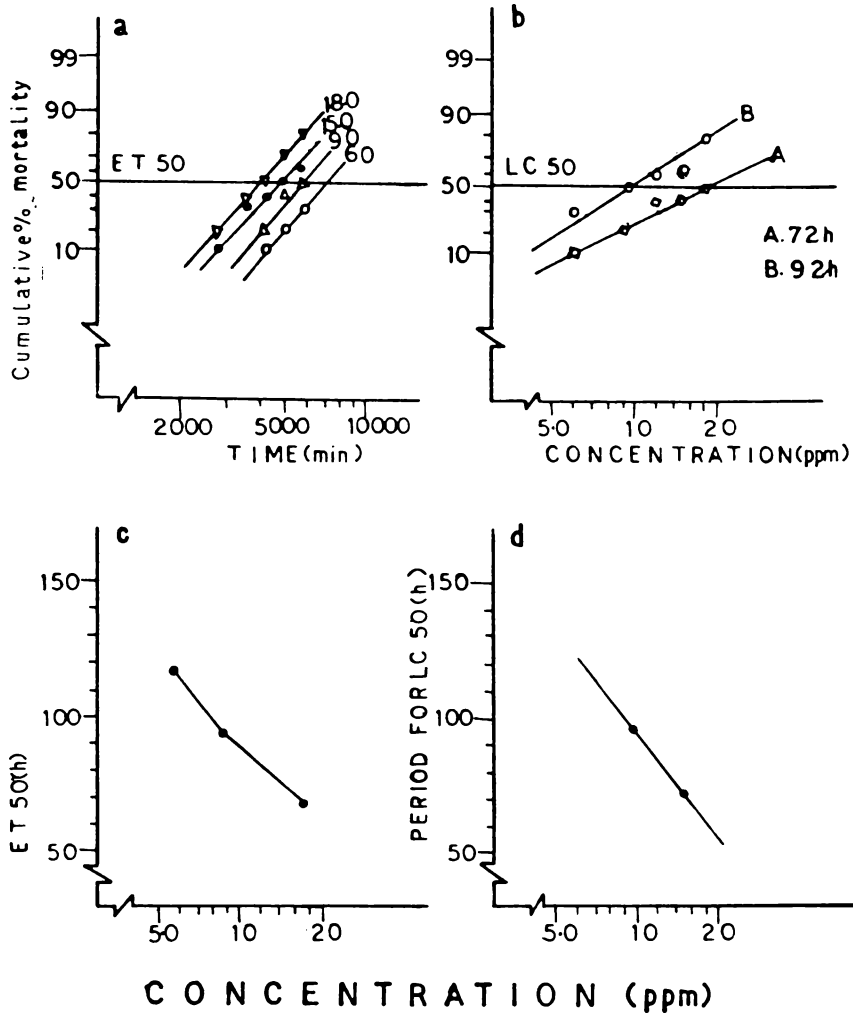 a
Cumulative % mortality
99
90
50
10
ET 50
180
150
90
60
2000
5000
10000
TIME (min)
b
99
90
50
10
LC 50
B
A
A. 72h
B. 92h
5·0
10
20
CONCENTRATION (ppm)
c
ET 50 (h)
150
100
50
5·0
10
20
d
PERIOD FOR LC 50 (h)
150
100
50
5·0
10
20
CONCENTRATION (ppm)